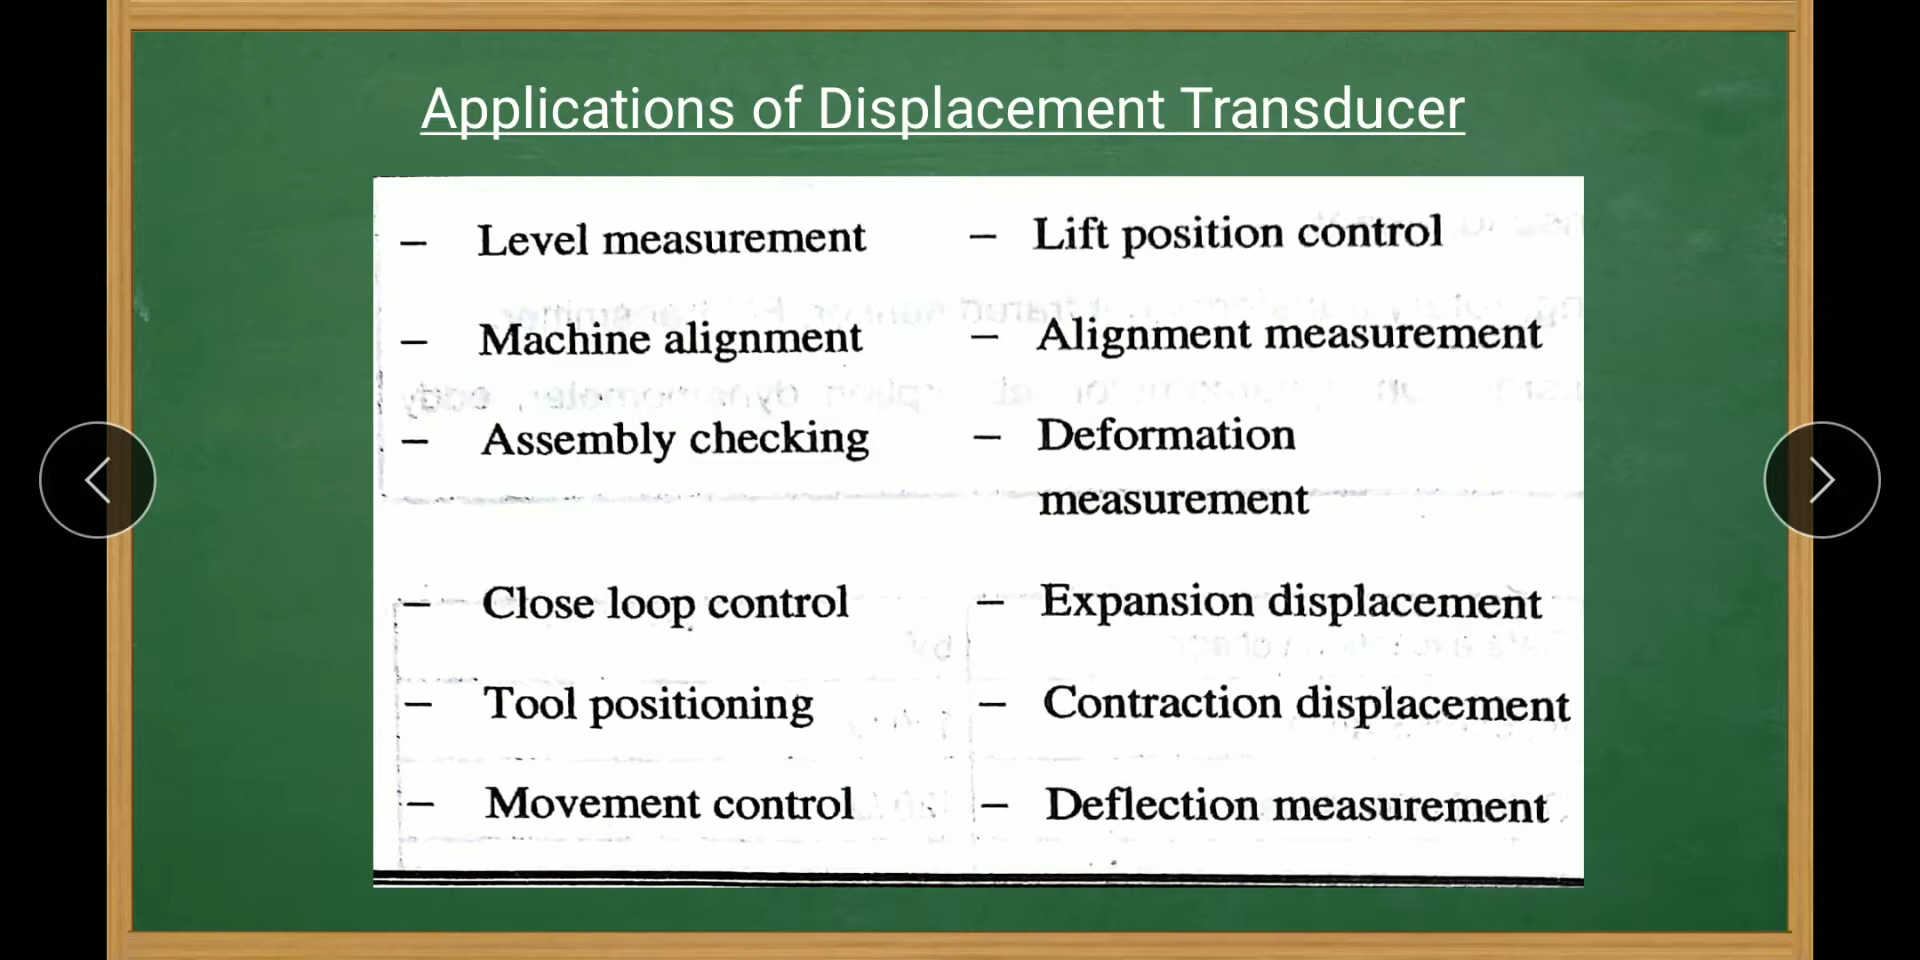 Applications of Displacement Transducer
– Level measurement
– Lift position control
– Machine alignment
– Alignment measurement
– Assembly checking
– Deformation
measurement
– Close loop control
– Expansion displacement
– Tool positioning
– Contraction displacement
– Movement control
– Deflection measurement